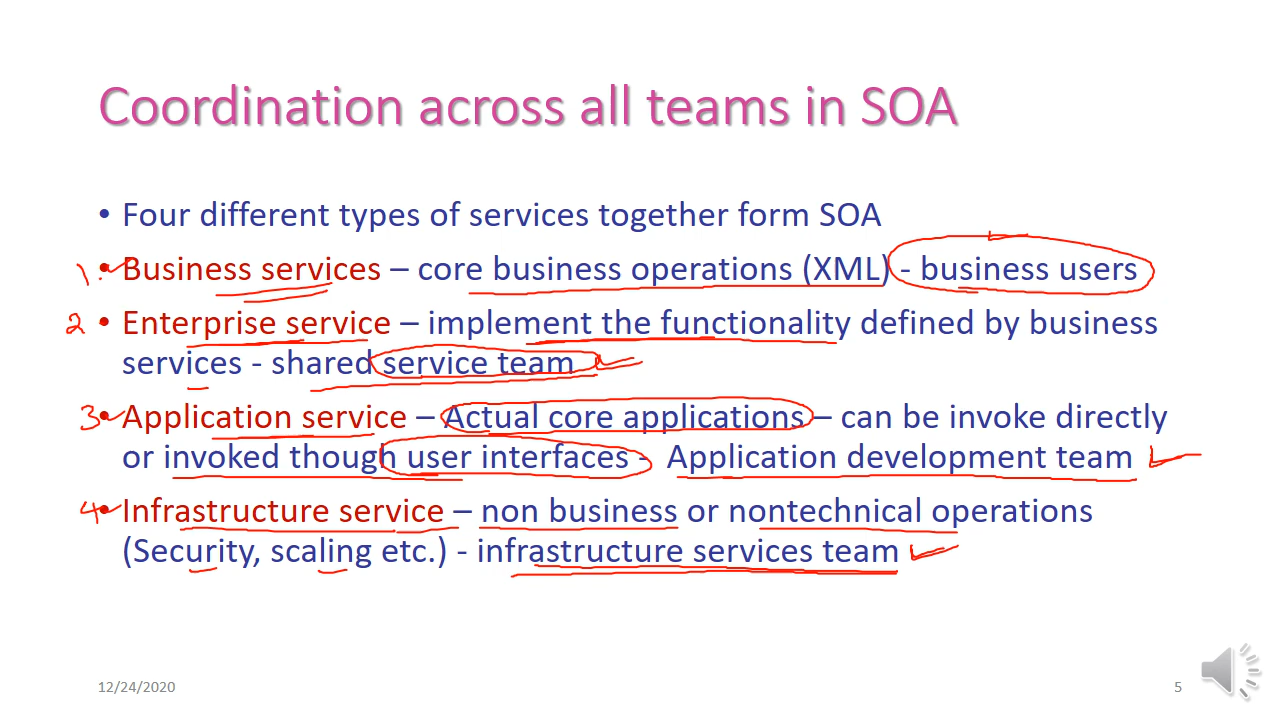 Coordination across all teams in SOA
• Four different types of services together form SOA
1. • Business services – core business operations (XML) - business users
2 • Enterprise service – implement the functionality defined by business
services - shared service team
3 • Application service – Actual core applications – can be invoke directly
or invoked though user interfaces - Application development team
4 • Infrastructure service – non business or nontechnical operations
(Security, scaling etc.) - infrastructure services team
12/24/2020
5